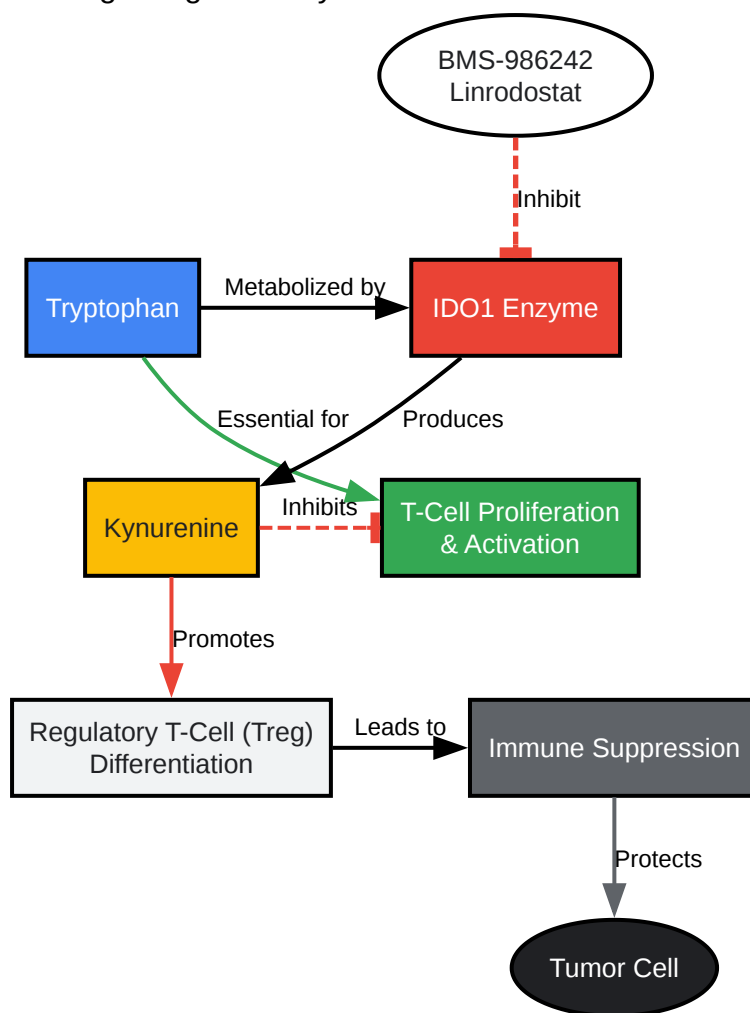 BMS-986242
Linrodostat
Inhibit
Tryptophan
Metabolized by
IDO1 Enzyme
Essential for
Produces
Kynurenine
Inhibits
T-Cell Proliferation
& Activation
Promotes
Regulatory T-Cell (Treg)
Differentiation
Leads to
Immune Suppression
Protects
Tumor Cell